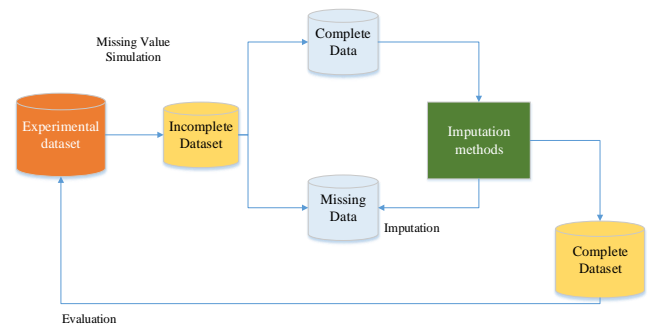 Missing Value
Simulation
Complete
Data
Experimental
dataset
Incomplete
Dataset
Imputation
methods
Missing
Data
Imputation
Complete
Dataset
Evaluation